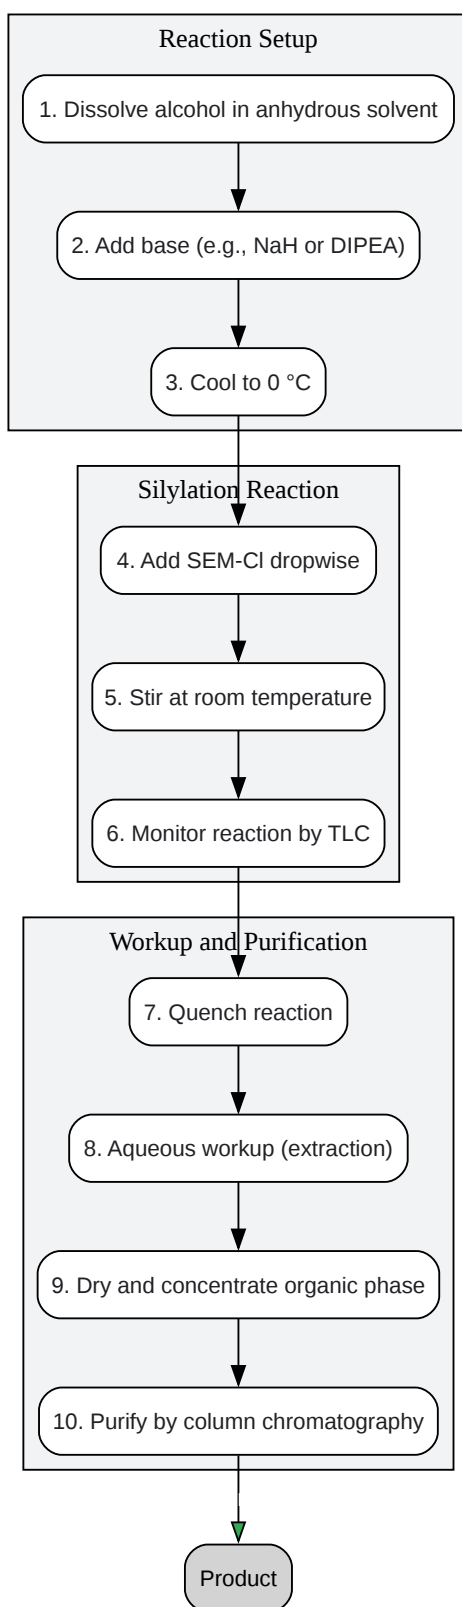 Reaction Setup
1. Dissolve alcohol in anhydrous solvent
2. Add base (e.g., NaH or DIPEA)
3. Cool to 0 °C
Silylation Reaction
4. Add SEM-Cl dropwise
5. Stir at room temperature
6. Monitor reaction by TLC
Workup and Purification
7. Quench reaction
8. Aqueous workup (extraction)
9. Dry and concentrate organic phase
10. Purify by column chromatography
Product